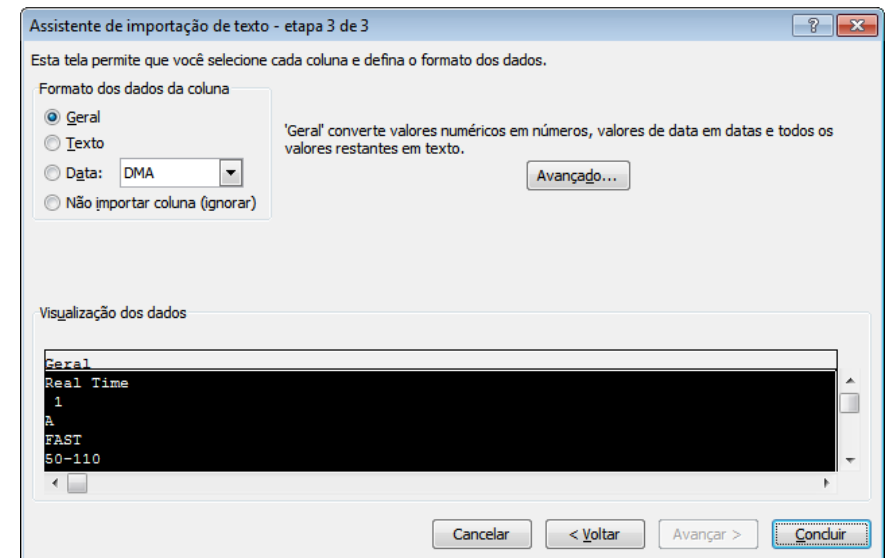 Assistente de importação de texto - etapa 3 de 3
Esta tela permite que você selecione cada coluna e defina o formato dos dados.
Formato dos dados da coluna
Geral
Texto
Data: DMA
Não importar coluna (ignorar)
'Geral' converte valores numéricos em números, valores de data em datas e todos os
valores restantes em texto.
Avançado...
Visualização dos dados
Geral
Real Time
1
A
FAST
50-110
Cancelar < Voltar Avançar > Concluir